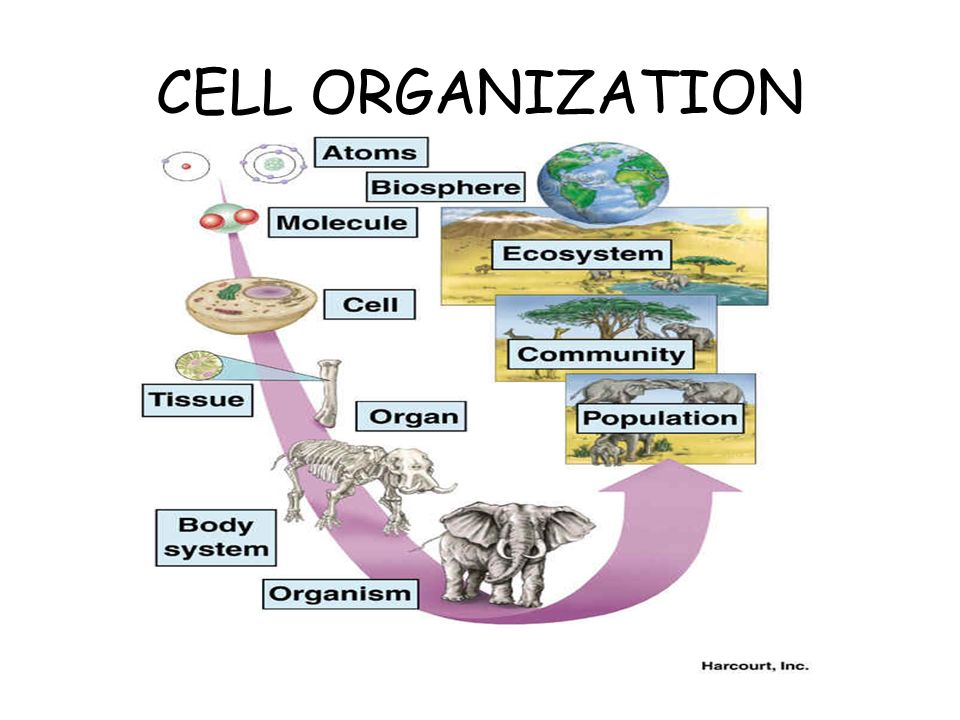 CELL ORGANIZATION
Atoms
Biosphere
Molecule
Ecosystem
Cell
Community
Tissue
Organ
Population
Body
system
Organism
Harcourt, Inc.